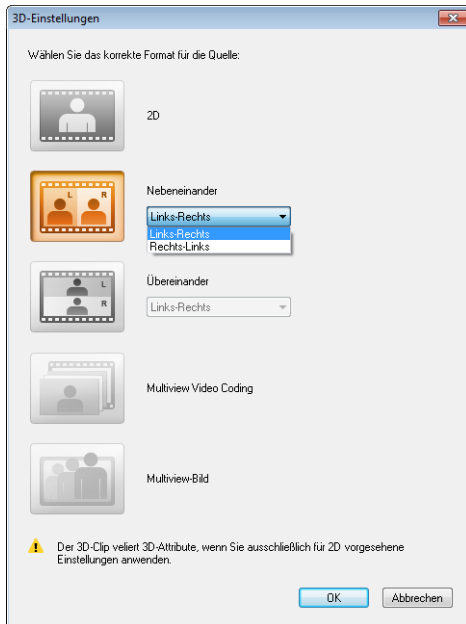 3D-Einstellungen
Wählen Sie das korrekte Format für die Quelle:
2D
L R
Nebeneinander
Links-Rechts
Links-Rechts
Rechts-Links
L
R
Übereinander
Links-Rechts
Multiview Video Coding
Multiview-Bild
Der 3D-Clip veliert 3D-Attribute, wenn Sie ausschließlich für 2D vorgesehene
Einstellungen anwenden.
OK Abbrechen